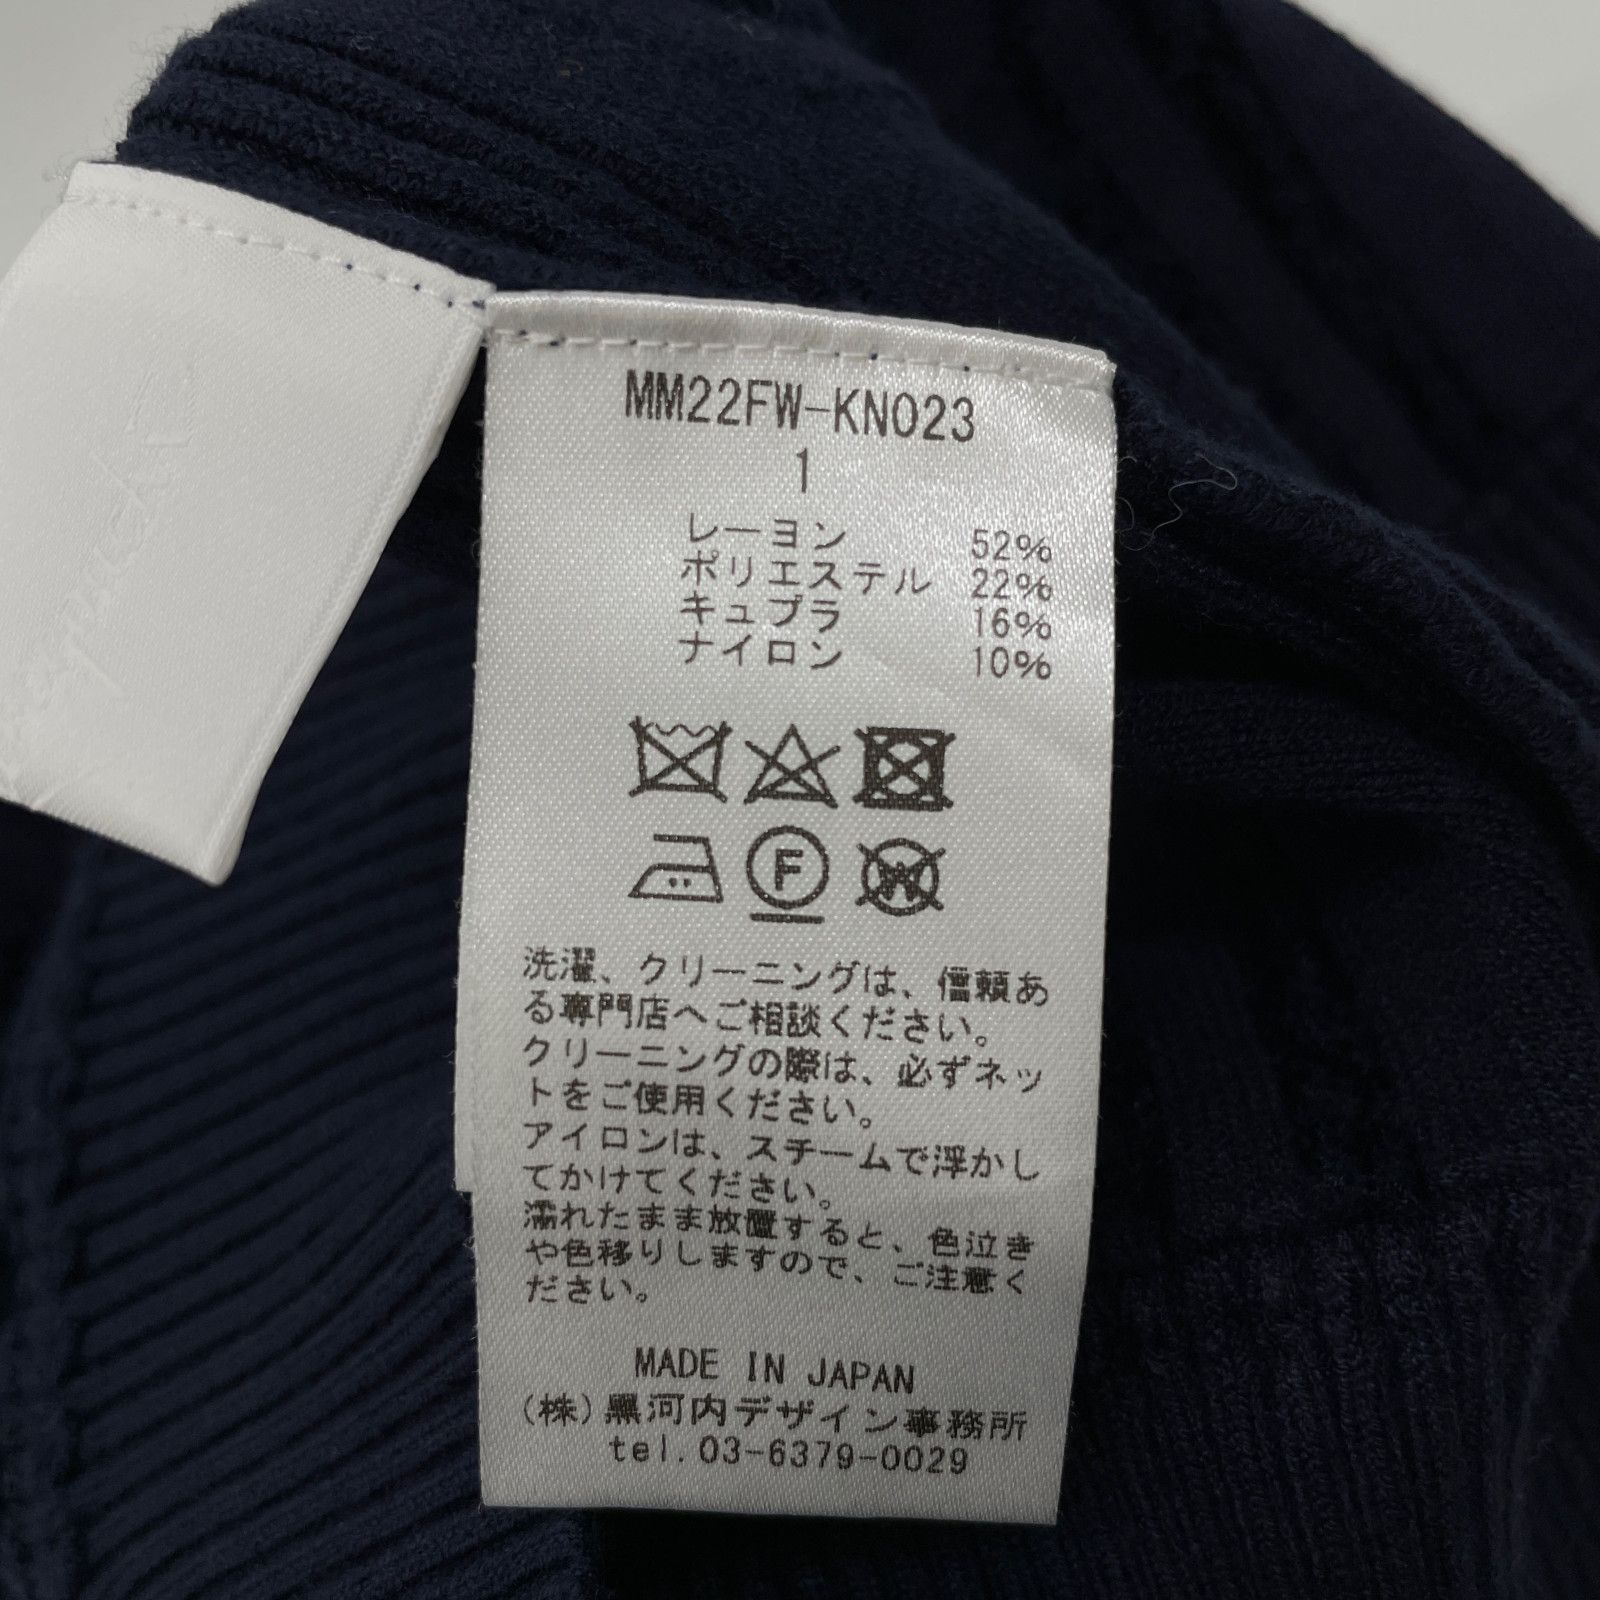 MM22FW-KN023
1
レーヨン 52%
ポリエステル 22%
キュプラ 16%
ナイロン 10%
F
W
洗濯、クリーニングは、信頼あ
る専門店へご相談ください。
クリーニングの際は、必ずネッ
トをご使用ください。
アイロンは、スチームで浮かし
てかけてください。
濡れたまま放置すると、色泣き
や色移りしますので、ご注意く
ださい。
MADE IN JAPAN
(株)黒河内デザイン事務所
tel.03-6379-0029